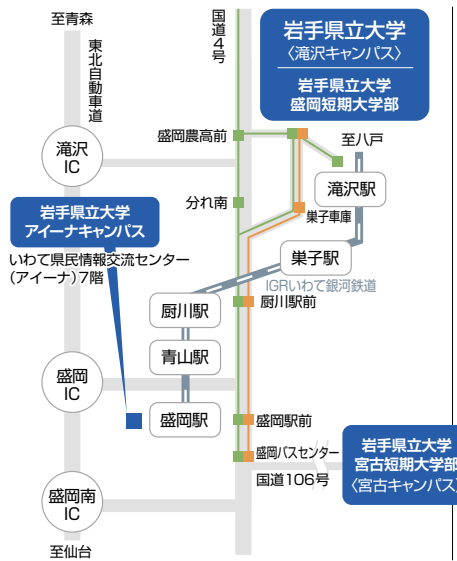 至青森
東北自動車道
国道4号
岩手県立大学
〈滝沢キャンパス〉
岩手県立大学
盛岡短期大学部
盛岡農高前
至八戸
滝沢
IC
滝沢駅
分れ南
巣子車庫
岩手県立大学
アイーナキャンパス
いわて県民情報交流センター
(アイーナ)7階
巣子駅
IGRいわて銀河鉄道
厨川駅
厨川駅前
青山駅
盛岡
IC
盛岡駅
盛岡駅前
盛岡バスセンター
岩手県立大学
宮古短期大学部
〈宮古キャンパス〉
国道106号
盛岡南
IC
至仙台